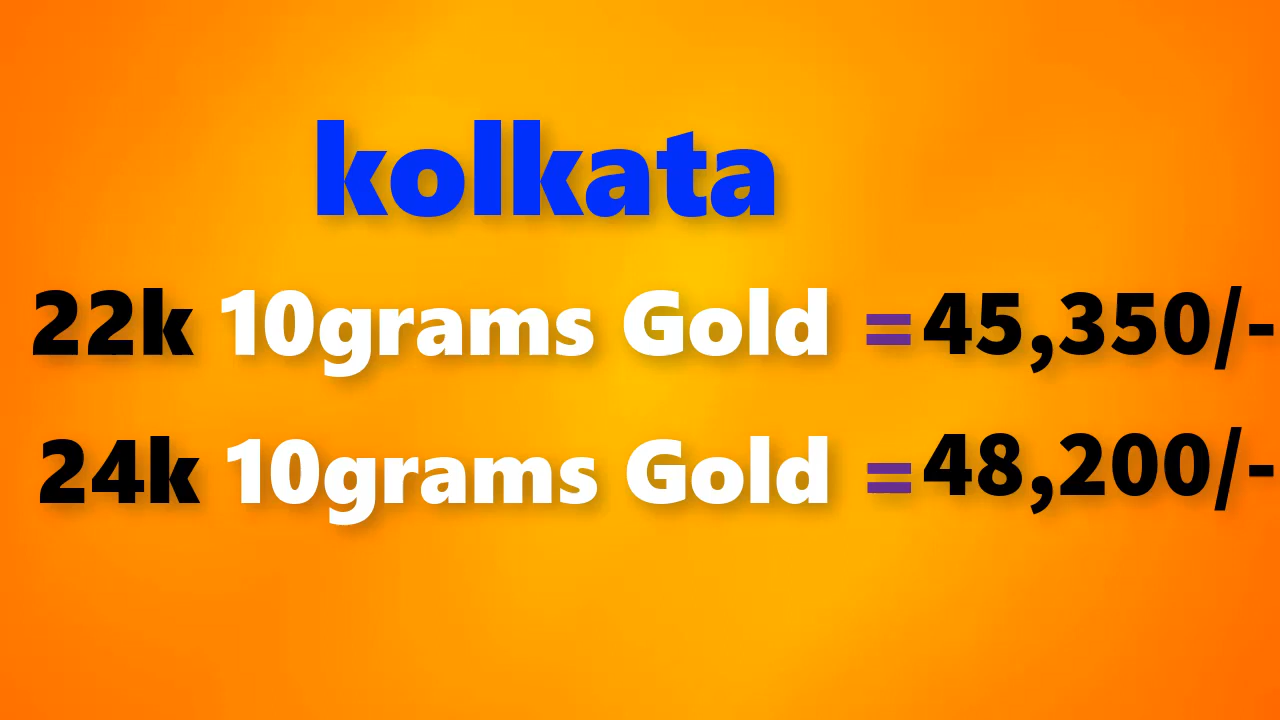 kolkata
22k 10grams Gold =45,350/-
24k 10grams Gold =48,200/-